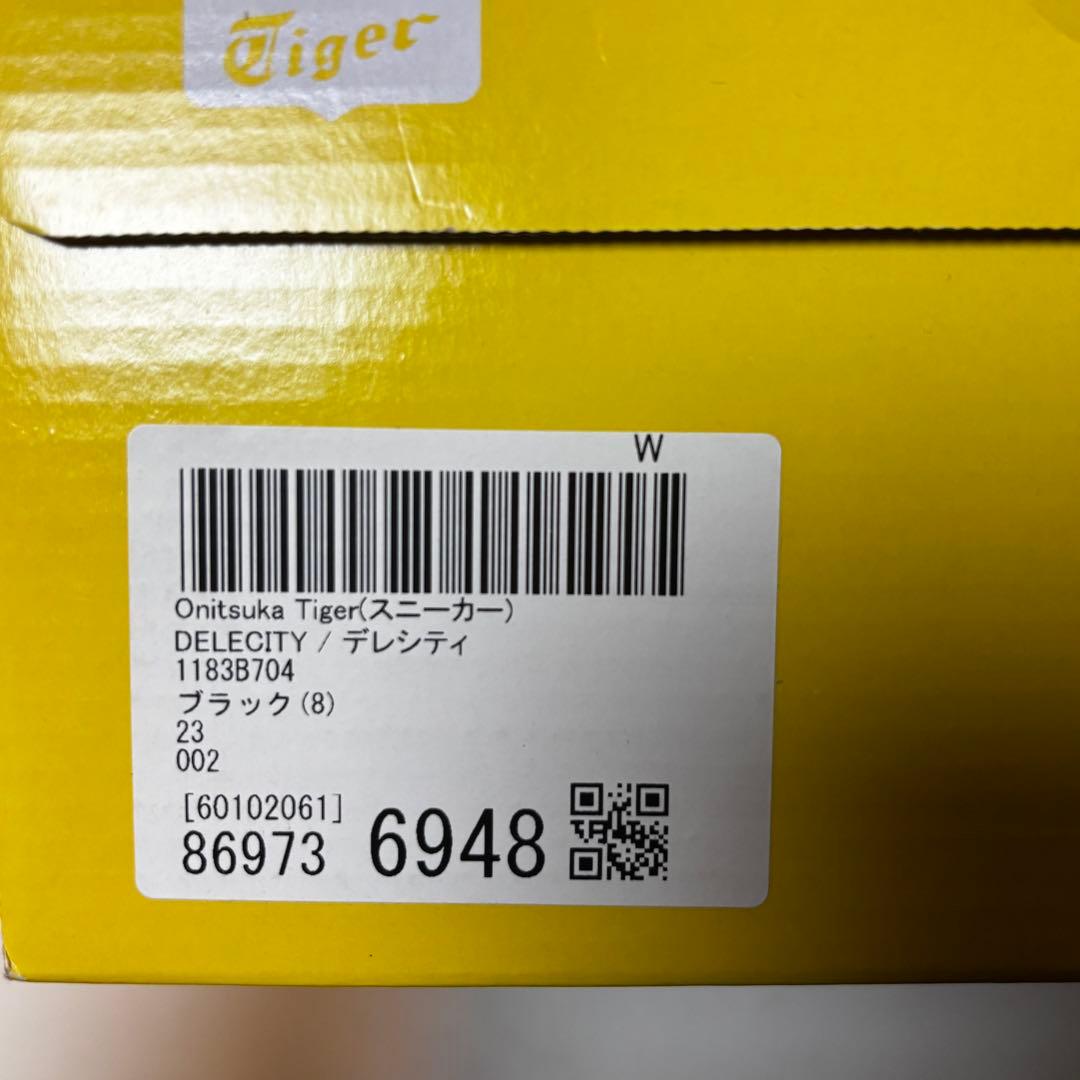 Tiger
W
Onitsuka Tiger(スニーカー)
DELECITY / デレシティ
1183B704
ブラック(8)
23
002
[60102061]
86973 6948